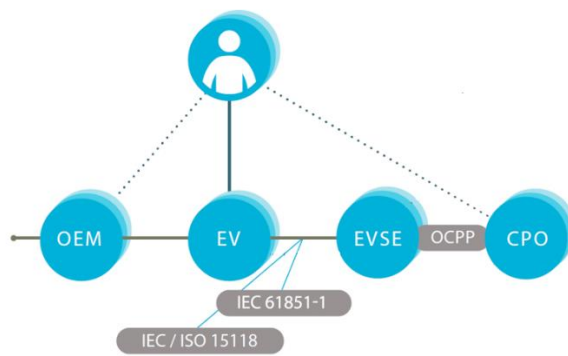 OEM
EV
EVSE
OCPP
CPO
IEC 61851-1
IEC / ISO 15118